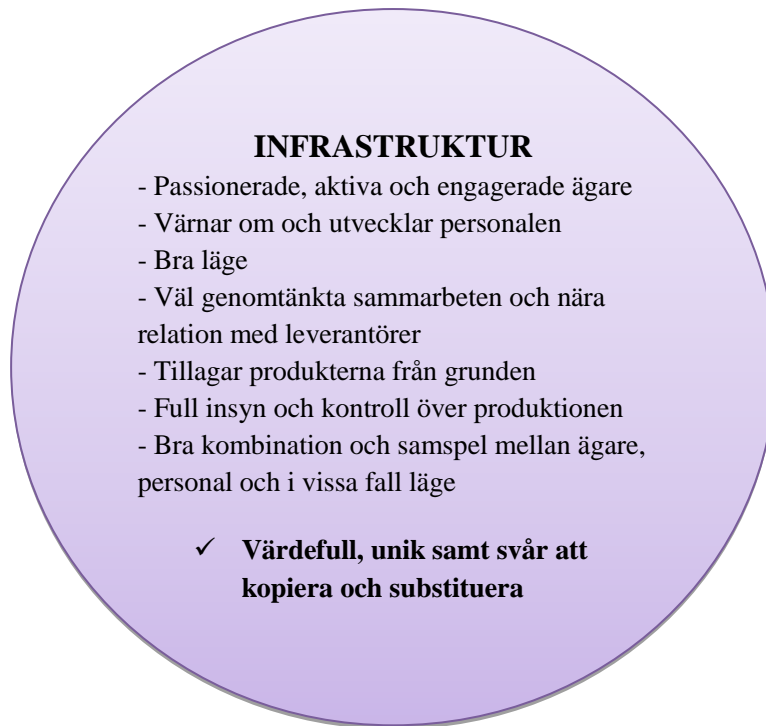 INFRASTRUKTUR
- Passionerade, aktiva och engagerade ägare
- Värnar om och utvecklar personalen
- Bra läge
- Väl genomtänkta sammarbeten och nära
relation med leverantörer
- Tillagar produkterna från grunden
- Full insyn och kontroll över produktionen
- Bra kombination och samspel mellan ägare,
personal och i vissa fall läge
✓ Värdefull, unik samt svår att
kopiera och substituera